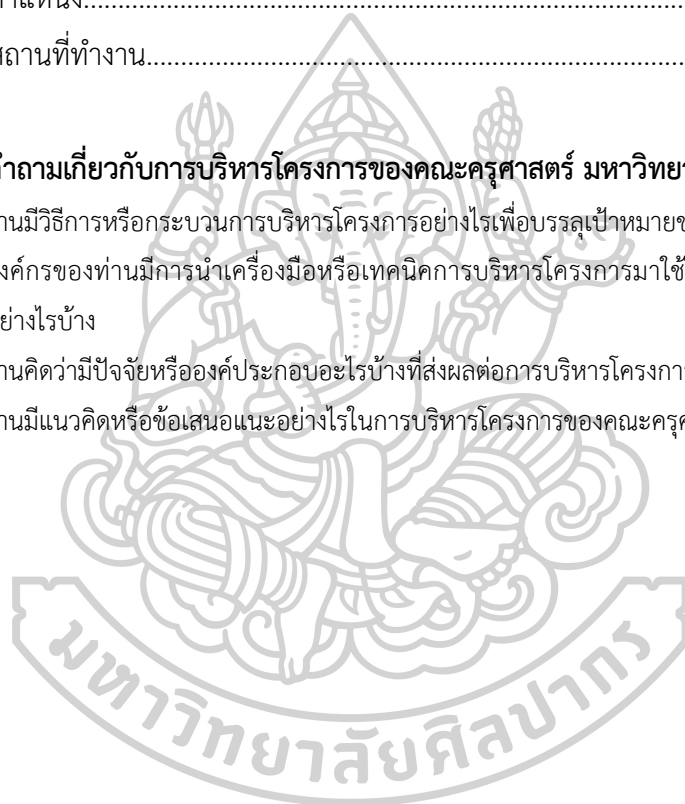 ตำแหน่ง
สถานที่ทำงาน
คำถามเกี่ยวกับการบริหารโครงการของคณะครุศาสตร์ มหาวิทยา
านมีวิธีการหรือกระบวนการบริหารโครงการอย่างไรเพื่อบรรลุเป้าหมายข
งค์กรของท่านมีการนำเครื่องมือหรือเทคนิคการบริหารโครงการมาใช้
ย่างไรบ้าง
านคิดว่ามีปัจจัยหรือองค์ประกอบอะไรบ้างที่ส่งผลต่อการบริหารโครงการ
านมีแนวคิดหรือข้อเสนอแนะอย่างไรในการบริหารโครงการของคณะครุ
มหาวิทยาลัยศิลปากร